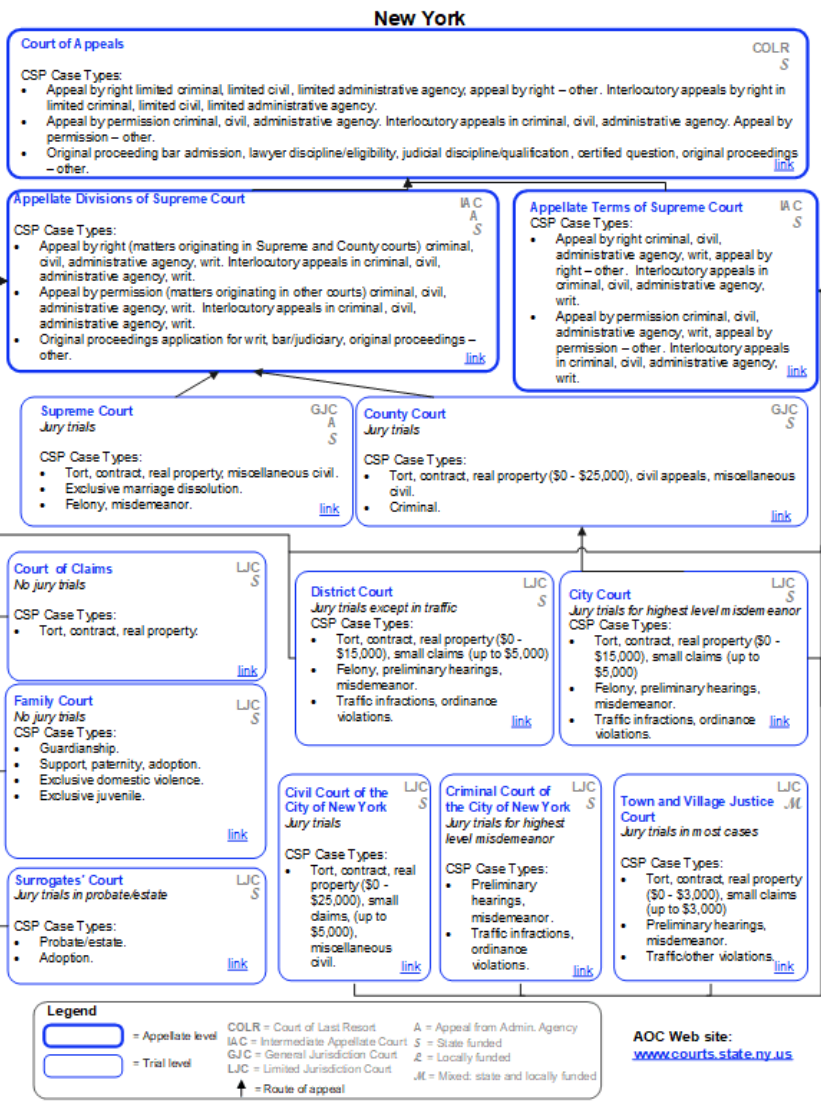 New York
Court of Appeals
COLR
S
CSP Case Types:
• Appeal by right limited criminal, limited civil, limited administrative agency, appeal by right – other. Interlocutory appeals by right in
limited criminal, limited civil, limited administrative agency.
• Appeal by permission criminal, civil, administrative agency. Interlocutory appeals in criminal, civil, administrative agency. Appeal by
permission – other.
• Original proceeding bar admission, lawyer discipline/eligibility, judicial discipline/qualification, certified question, original proceedings
– other.
link
Appellate Divisions of Supreme Court
IAC
A
S
CSP Case Types:
• Appeal by right (matters originating in Supreme and County courts) criminal,
civil, administrative agency, writ. Interlocutory appeals in criminal, civil,
administrative agency, writ.
• Appeal by permission (matters originating in other courts) criminal, civil,
administrative agency, writ. Interlocutory appeals in criminal, civil,
administrative agency, writ.
• Original proceedings application for writ, bar/judiciary, original proceedings –
other.
link
Appellate Terms of Supreme Court
IAC
S
CSP Case Types:
• Appeal by right criminal, civil,
administrative agency, writ, appeal by
right – other. Interlocutory appeals in
criminal, civil, administrative agency,
writ.
• Appeal by permission criminal, civil,
administrative agency, writ, appeal by
permission – other. Interlocutory appeals
in criminal, civil, administrative agency,
writ.
link
Supreme Court
GJC
A
S
Jury trials
CSP Case Types:
• Tort, contract, real property, miscellaneous civil.
• Exclusive marriage dissolution.
• Felony, misdemeanor.
link
County Court
GJC
S
Jury trials
CSP Case Types:
• Tort, contract, real property ($0 - $25,000), civil appeals, miscellaneous
civil.
• Criminal.
link
Court of Claims
LJC
S
No jury trials
CSP Case Types:
• Tort, contract, real property.
link
District Court
LJC
S
Jury trials except in traffic
CSP Case Types:
• Tort, contract, real property ($0 -
$15,000), small claims (up to $5,000)
• Felony, preliminary hearings,
misdemeanor.
• Traffic infractions, ordinance
violations.
link
City Court
LJC
S
Jury trials for highest level misdemeanor
CSP Case Types:
• Tort, contract, real property ($0 -
$15,000), small claims (up to
$5,000)
• Felony, preliminary hearings,
misdemeanor.
• Traffic infractions, ordinance
violations.
link
Family Court
LJC
S
No jury trials
CSP Case Types:
• Guardianship.
• Support, paternity, adoption.
• Exclusive domestic violence.
• Exclusive juvenile.
link
Surrogates' Court
LJC
S
Jury trials in probate/estate
CSP Case Types:
• Probate/estate.
• Adoption.
link
Civil Court of the
City of New York
LJC
S
Jury trials
CSP Case Types:
• Tort, contract, real
property ($0 -
$25,000), small
claims, (up to
$5,000),
miscellaneous
civil.
link
Criminal Court of
the City of New York
LJC
S
Jury trials for highest
level misdemeanor
CSP Case Types:
• Preliminary
hearings,
misdemeanor.
• Traffic infractions,
ordinance
violations.
link
Town and Village Justice
Court
LJC
M
Jury trials in most cases
CSP Case Types:
• Tort, contract, real property
($0 - $3,000), small claims
(up to $3,000)
• Preliminary hearings,
misdemeanor.
• Traffic/other violations.
link
Legend
= Appellate level
= Trial level
COLR = Court of Last Resort
IAC = Intermediate Appellate Court
GJC = General Jurisdiction Court
LJC = Limited Jurisdiction Court
= Route of appeal
A = Appeal from Admin. Agency
S = State funded
L = Locally funded
M = Mixed: state and locally funded
AOC Web site:
www.courts.state.ny.us